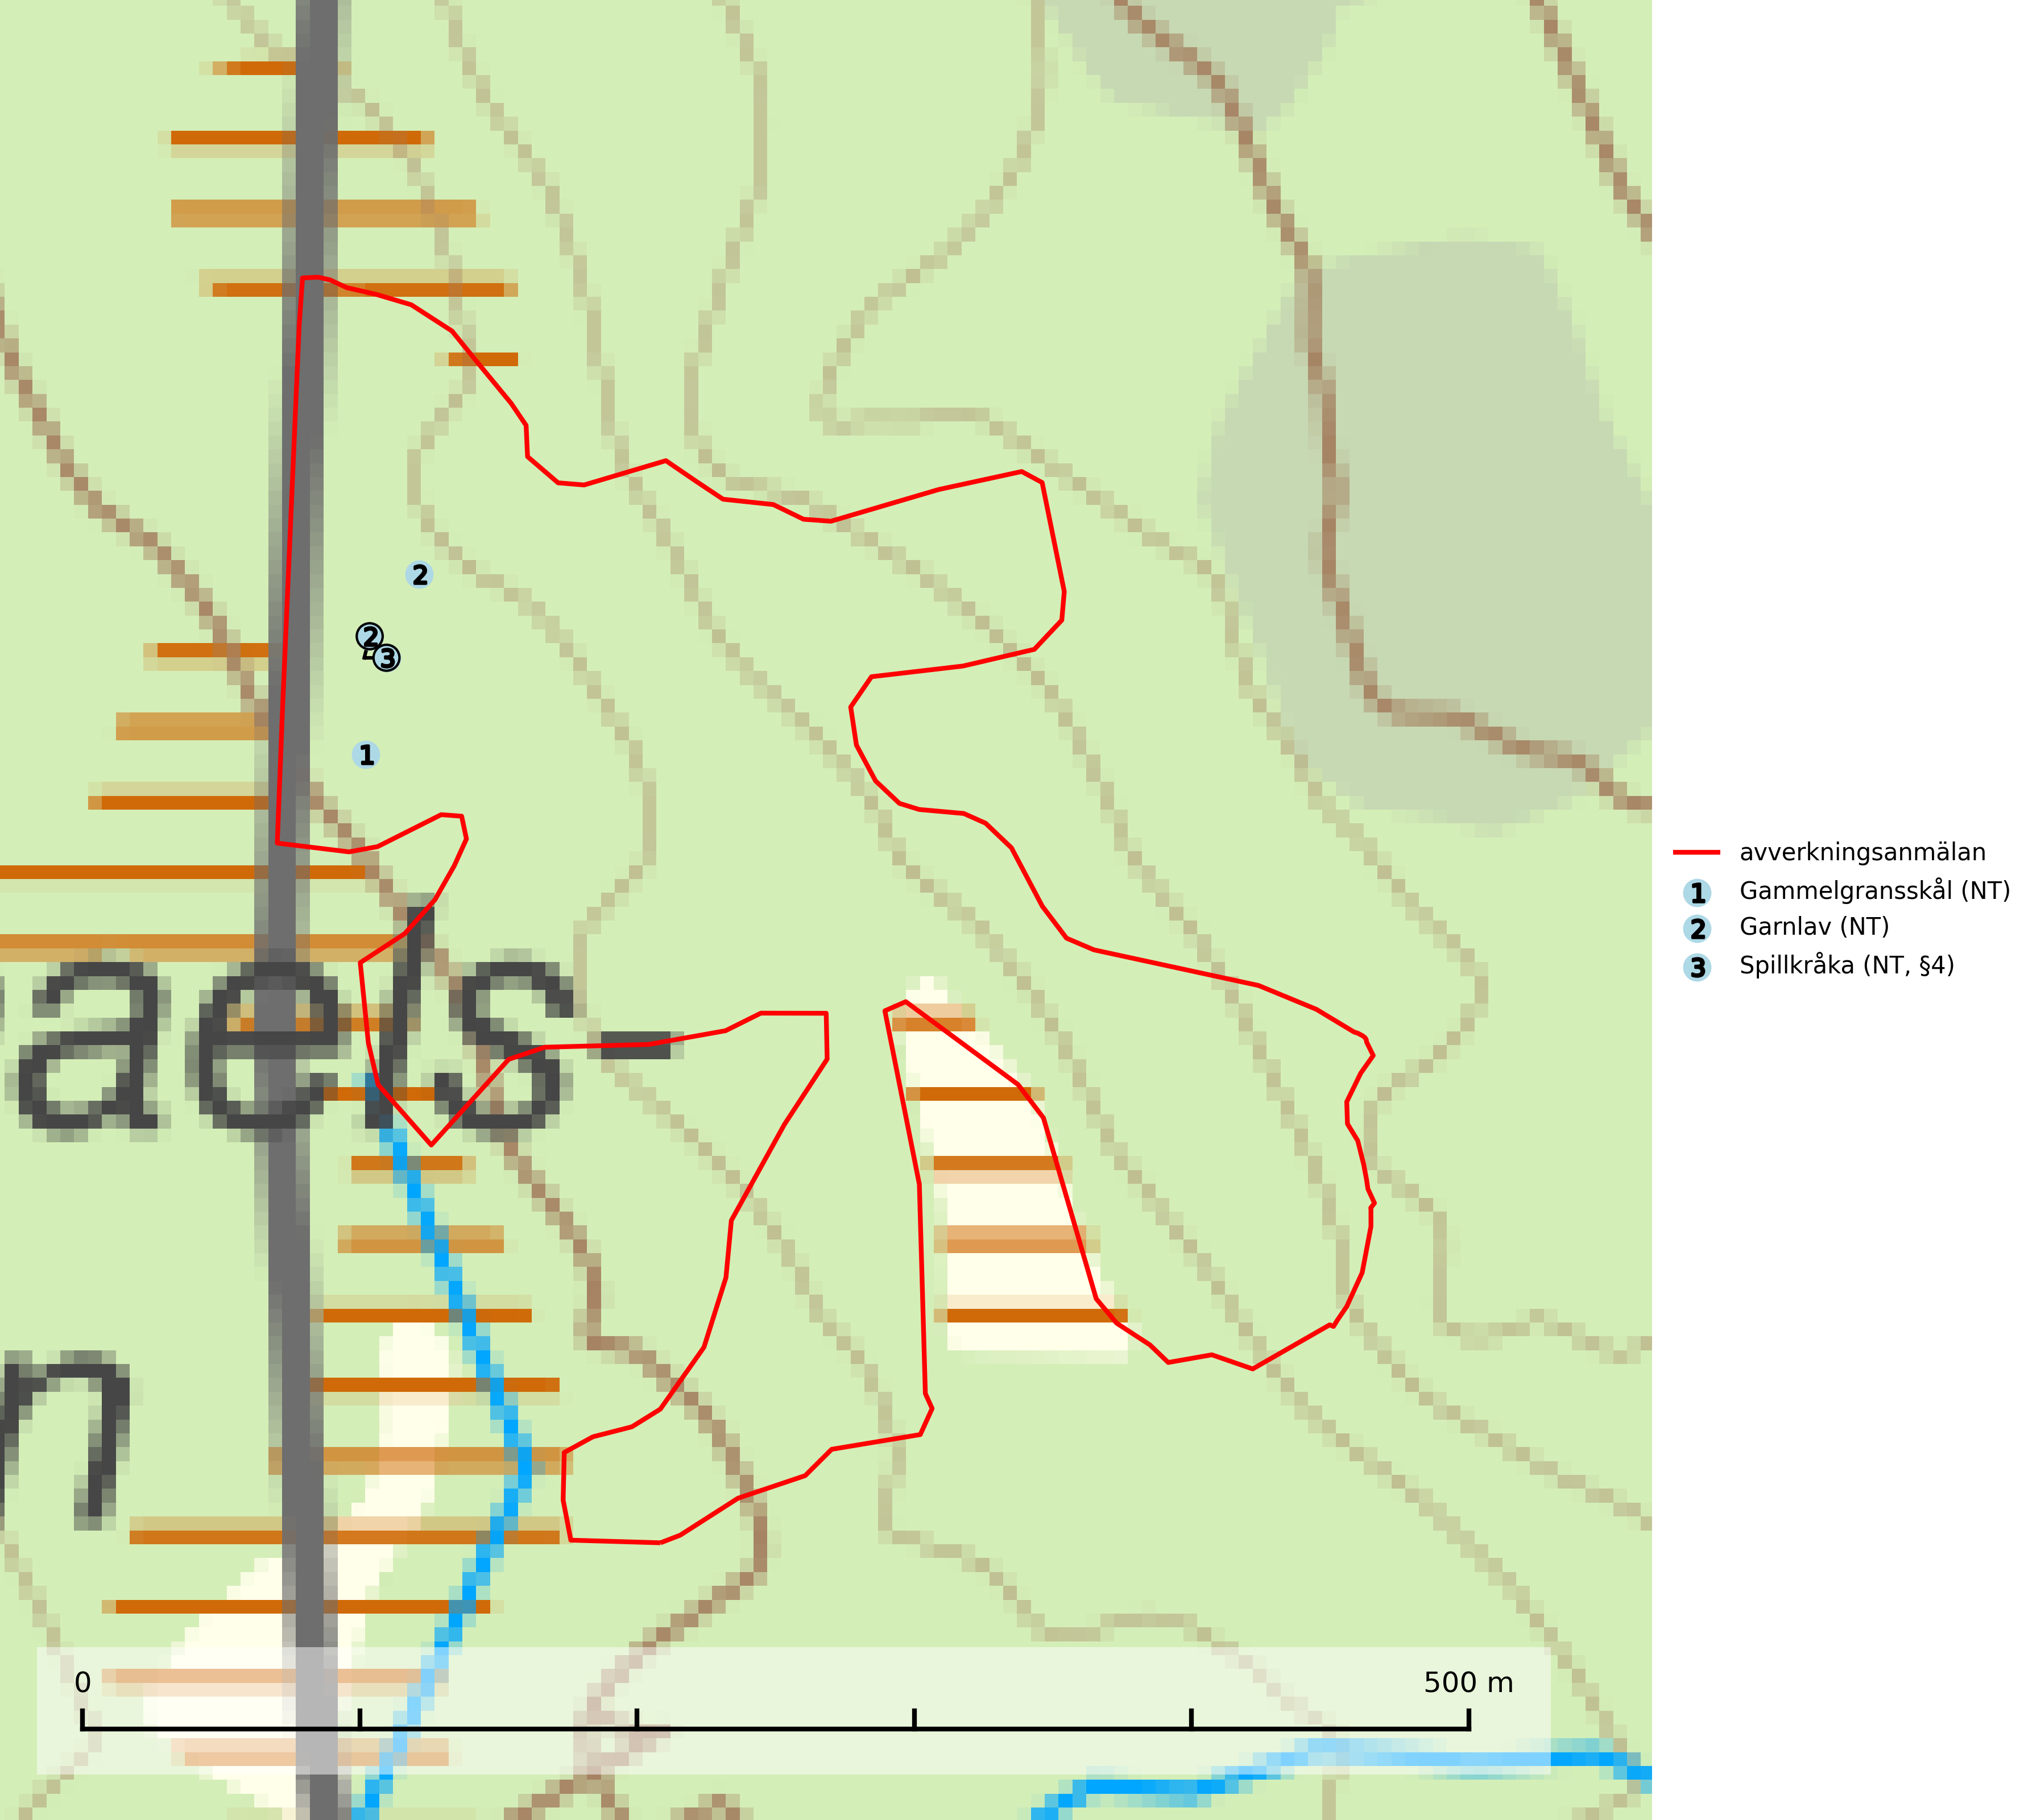 2
2
3
1
aels-
n
0
500 m
avverkningsanmälan
1 Gammelgransskål (NT)
2 Garnlav (NT)
3 Spillkråka (NT, §4)